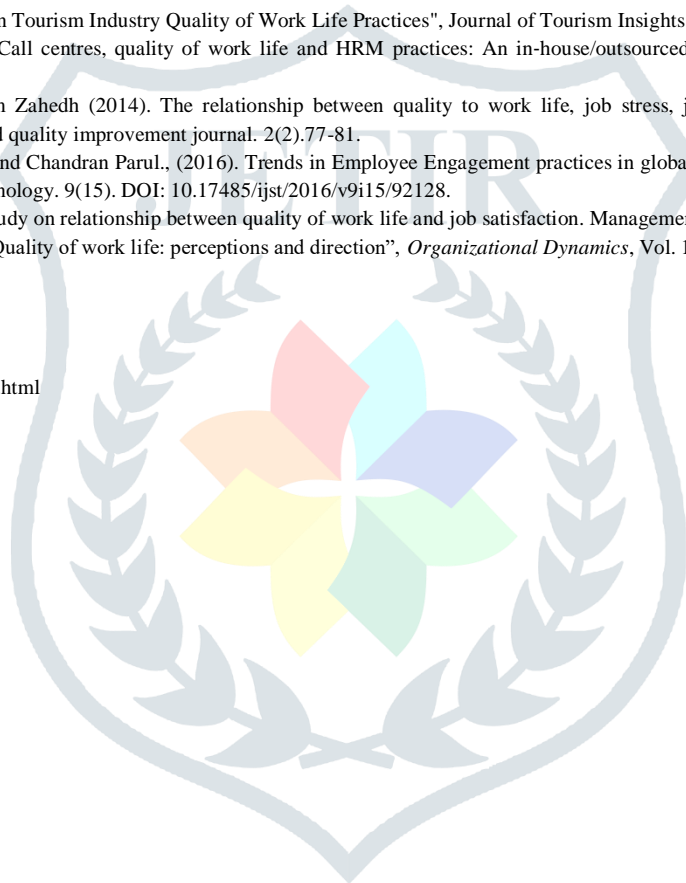 n Tourism Industry Quality of Work Life Practices", Journal of Tourism Insights
Call centres, quality of work life and HRM practices: An in-house/outsourced
n Zahedh (2014). The relationship between quality to work life, job stress, j
d quality improvement journal. 2(2).77-81.
nd Chandran Parul., (2016). Trends in Employee Engagement practices in global
nology. 9(15). DOI: 10.17485/ijst/2016/v9i15/92128.
udy on relationship between quality of work life and job satisfaction. Managemen
Quality of work life: perceptions and direction”, Organizational Dynamics, Vol. 1
JETIR
html